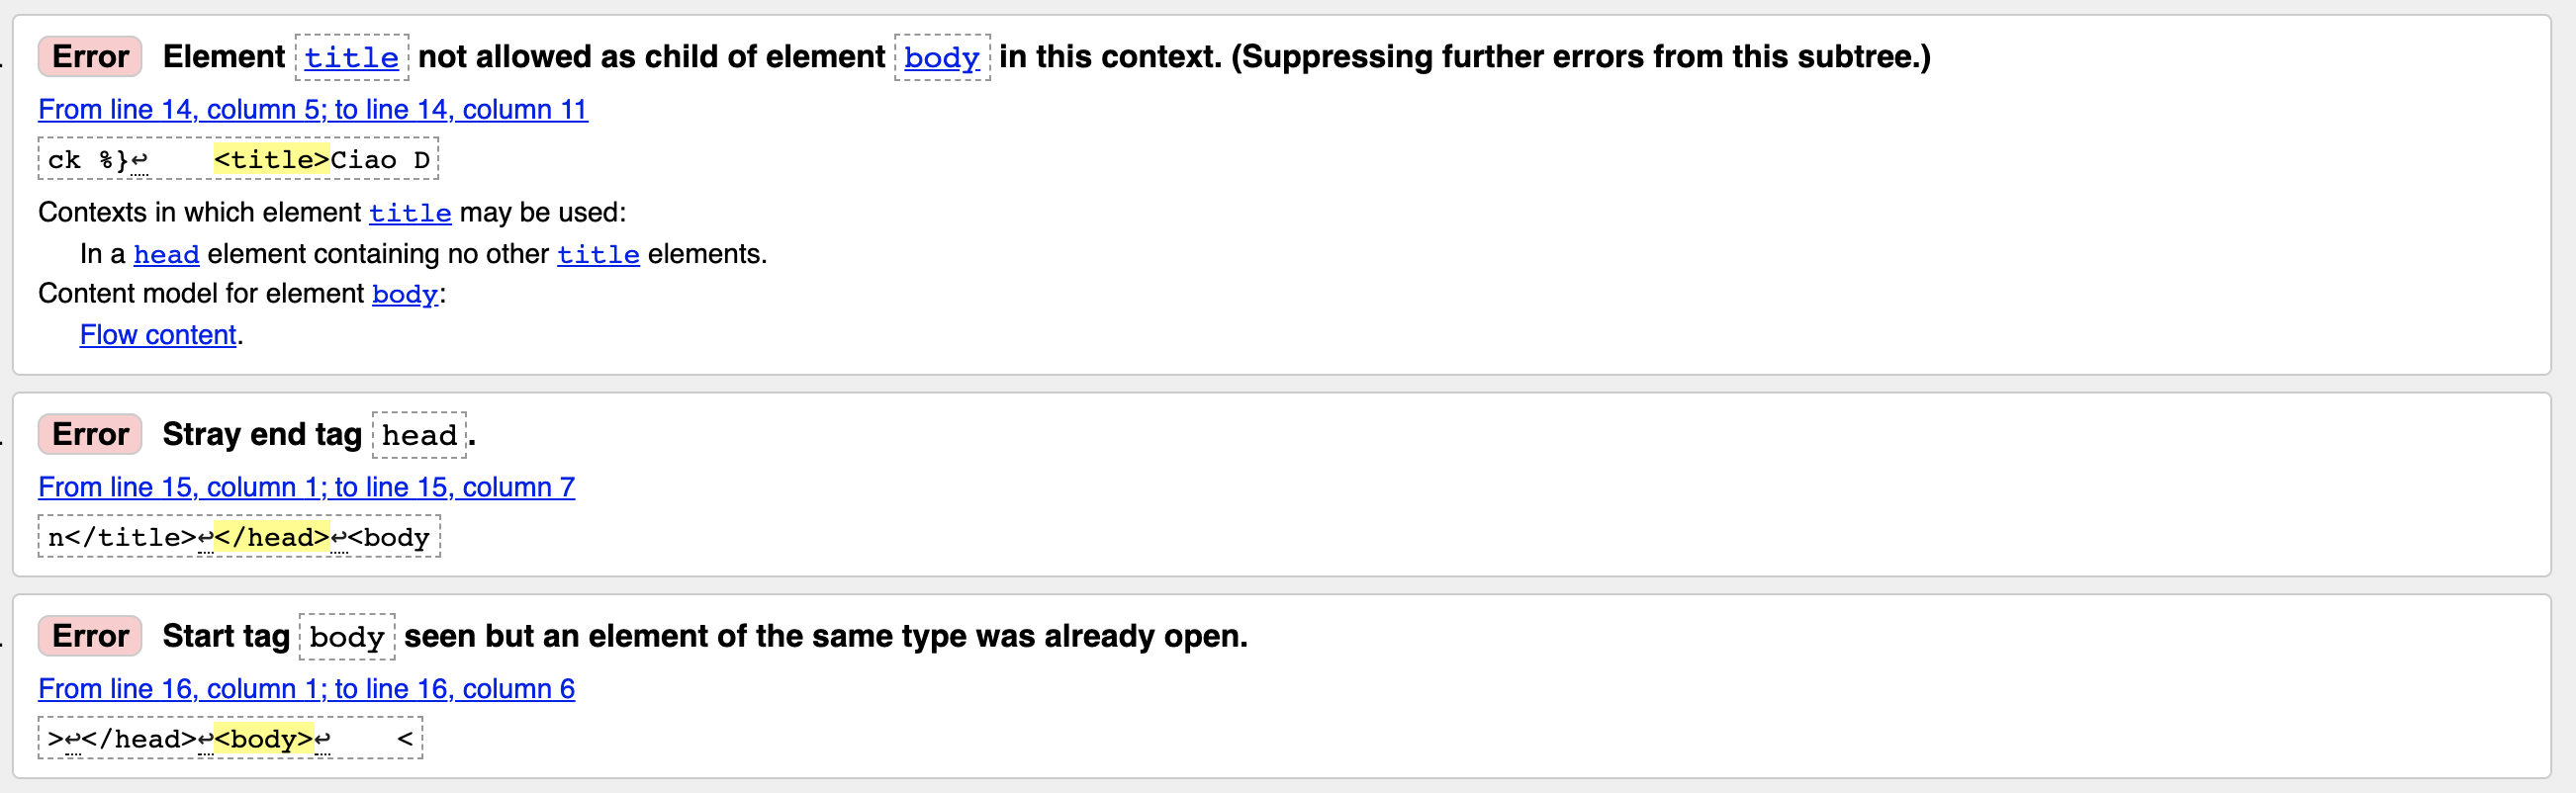 Error Element title not allowed as child of element body in this context. (Suppressing further errors from this subtree.)
From line 14, column 5; to line 14, column 11
ck %}↩    <title>Ciao D
Contexts in which element title may be used:
In a head element containing no other title elements.
Content model for element body:
Flow content.
Error Stray end tag head.
From line 15, column 1; to line 15, column 7
n</title>↩</head>↩<body
Error Start tag body seen but an element of the same type was already open.
From line 16, column 1; to line 16, column 6
>↩</head>↩<body>↩    <